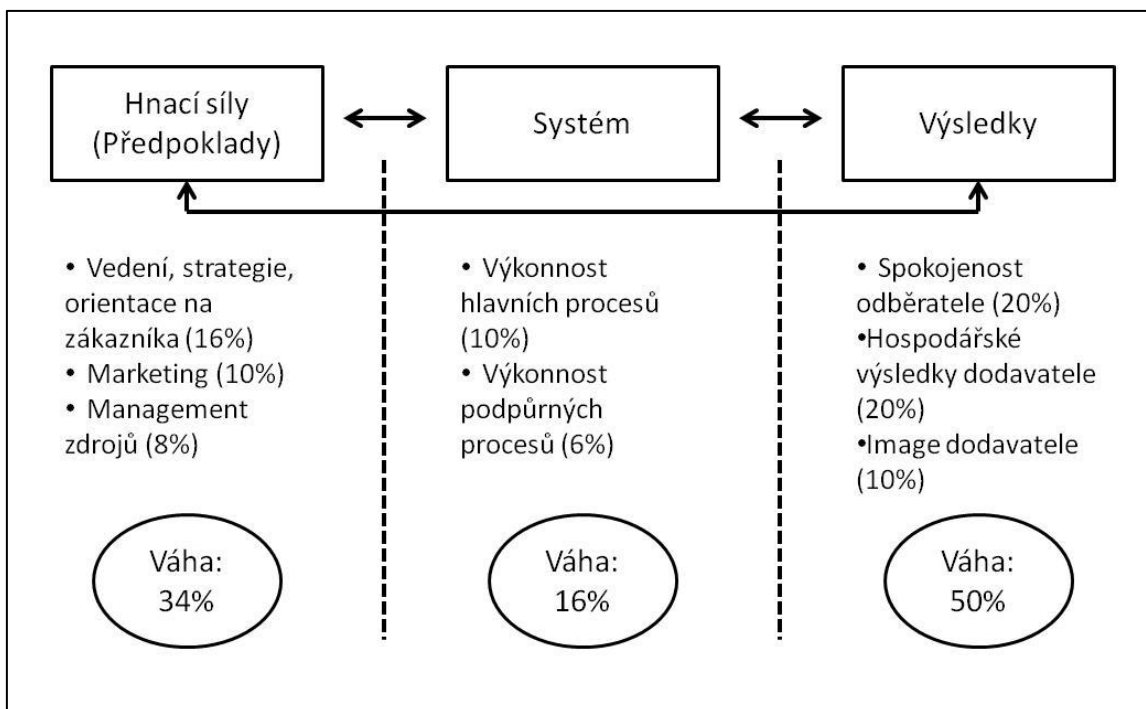 Hnací síly
(Předpoklady)
Systém
Výsledky
• Vedení, strategie,
orientace na
zákazníka (16%)
• Marketing (10%)
• Management
zdrojů (8%)
• Výkonnost
hlavních procesů
(10%)
• Výkonnost
podpůrných
procesů (6%)
• Spokojenost
odběratele (20%)
•Hospodářské
výsledky dodavatele
(20%)
•Image dodavatele
(10%)
Váha:
34%
Váha:
16%
Váha:
50%